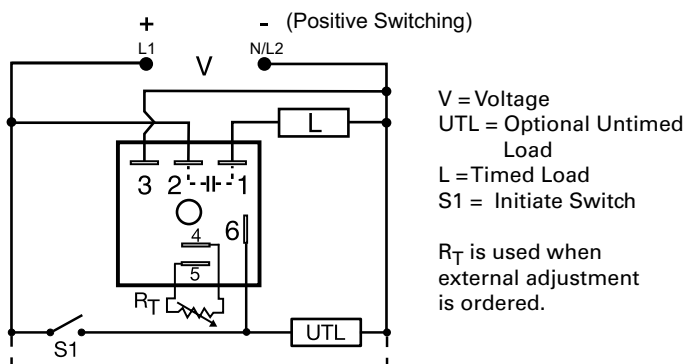 + - (Positive Switching)
L1 N/L2
V
L
3 2 1
6
4
5
RT
UTL
S1
V = Voltage
UTL = Optional Untimed
Load
L = Timed Load
S1 = Initiate Switch
RT is used when
external adjustment
is ordered.